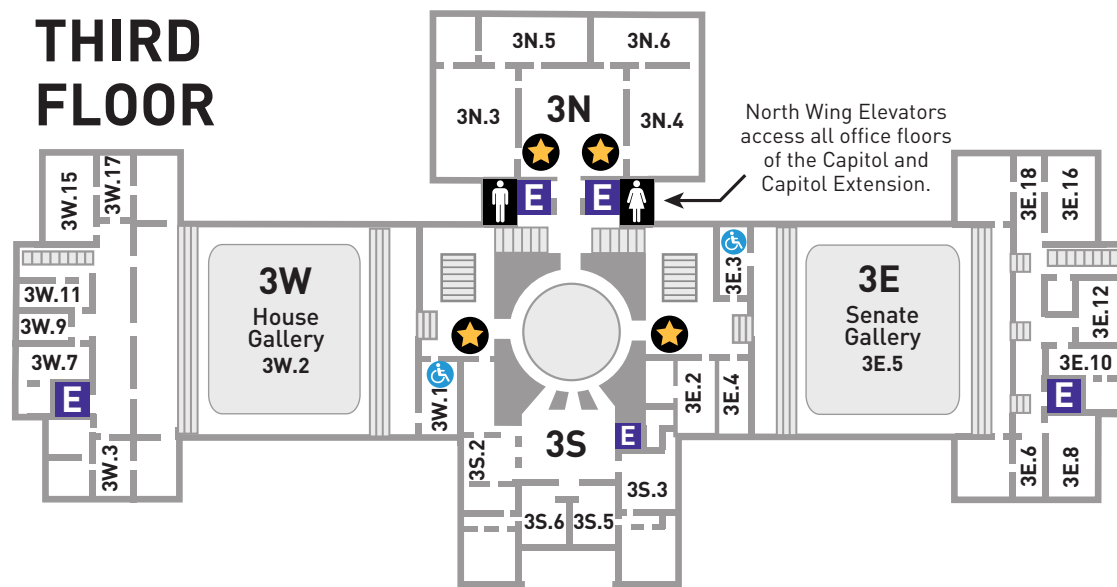 THIRD
FLOOR
3N.5
3N.6
3N.3
3N
3N.4
North Wing Elevators
access all office floors
of the Capitol and
Capitol Extension.
E
E
3W.15
3W.17
3W.11
3W.9
3W.7
E
3W.3
3W
House
Gallery
3W.2
3W.1
3E.3
3E
Senate
Gallery
3E.5
3E.2
3E.4
3E.18
3E.16
3E.12
3E.10
E
3E.6
3E.8
3S
E
3S.2
3S.3
3S.6
3S.5